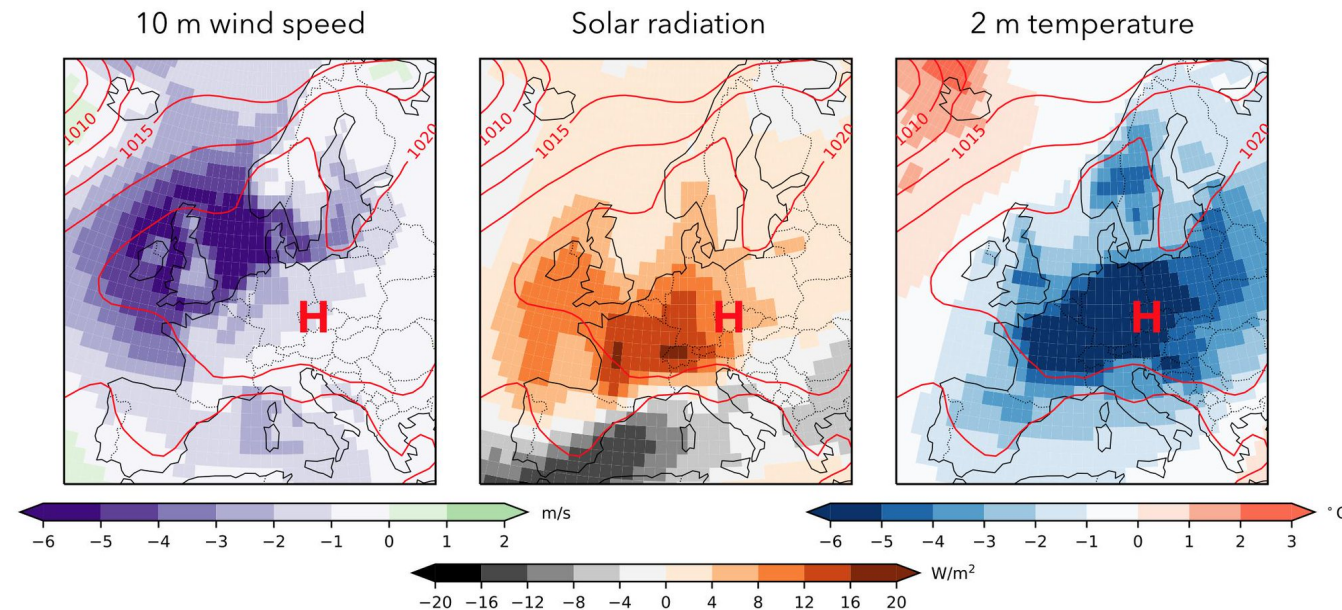 10 m wind speed
Solar radiation
2 m temperature
1010
1015
1020
H
1010
1015
1020
H
1010
1015
1020
H
−6 −5 −4 −3 −2 −1 0 1 2 m/s
−6 −5 −4 −3 −2 −1 0 1 2 3 °C
−20 −16 −12 −8 −4 0 4 8 12 16 20 W/m²